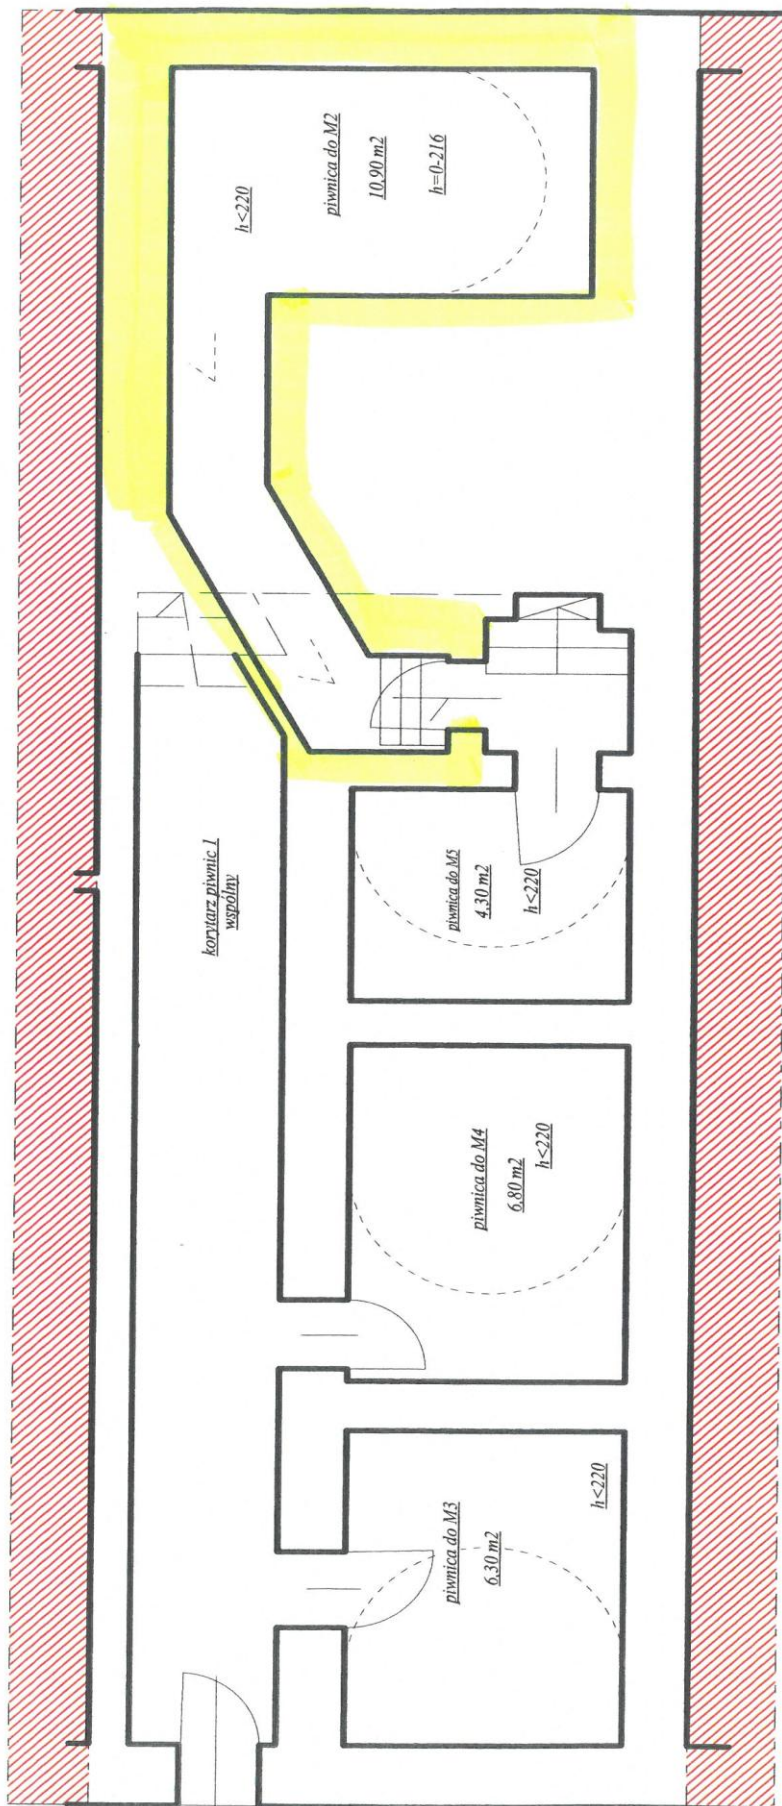 piwnica do M2
10,90 m2
h=0-216
h<220
korytarz piwnic 1
wspólny
piwnica do M5
4,30 m2
h<220
piwnica do M4
6,80 m2
h<220
piwnica do M3
6,30 m2
h<220